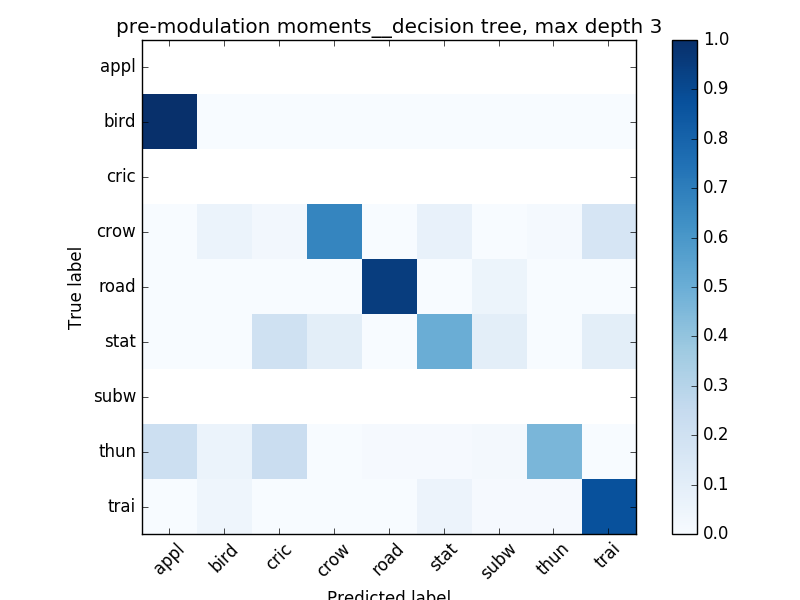 pre-modulation moments__decision tree, max depth 3
True label
appl
bird
cric
crow
road
stat
subw
thun
trai
appl
bird
cric
crow
road
stat
subw
thun
trai
Predicted label
1.0
0.9
0.8
0.7
0.6
0.5
0.4
0.3
0.2
0.1
0.0